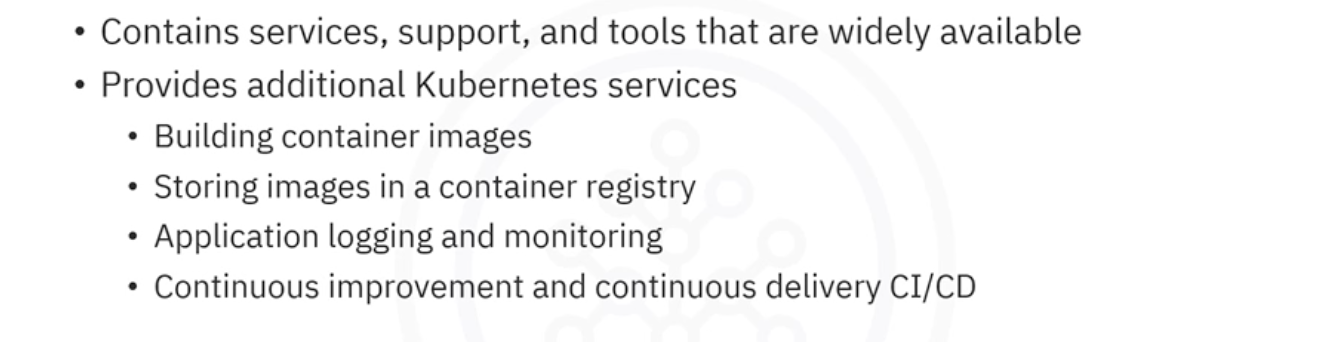 • Contains services, support, and tools that are widely available
• Provides additional Kubernetes services
• Building container images
• Storing images in a container registry
• Application logging and monitoring
• Continuous improvement and continuous delivery CI/CD